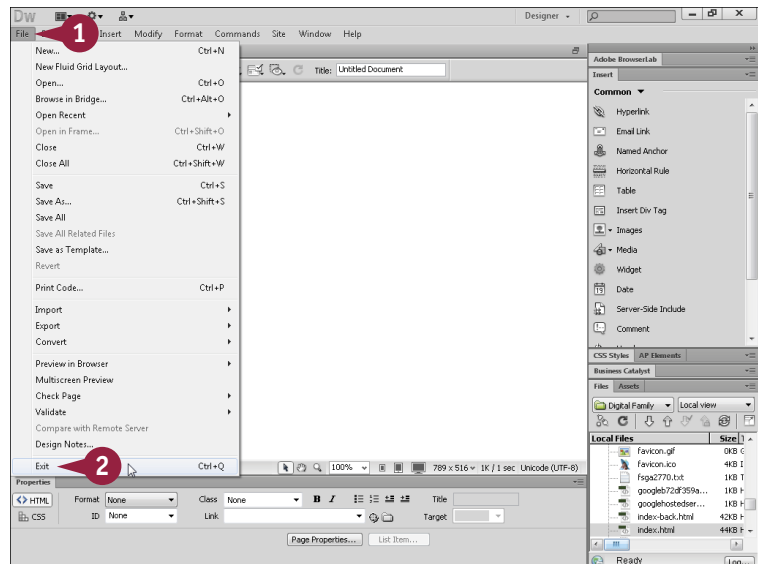 Dw
Designer
File
Insert Modify Format Commands Site Window Help
1
New... Ctrl+N
New Fluid Grid Layout...
Open... Ctrl+O
Browse in Bridge... Ctrl+Alt+O
Open Recent
Open in Frame... Ctrl+Shift+O
Close Ctrl+W
Close All Ctrl+Shift+W
Save Ctrl+S
Save As... Ctrl+Shift+S
Save All
Save All Related Files
Save as Template...
Revert
Print Code... Ctrl+P
Import
Export
Convert
Preview in Browser
Multiscreen Preview
Check Page
Validate
Compare with Remote Server
Design Notes...
Exit Ctrl+Q
2
Title: Untitled Document
100% 789 x 516 1K / 1 sec Unicode (UTF-8)
Properties
HTML Format None Class None B I Title
CSS ID None Link Target
Page Properties... List Item...
Adobe BrowserLab
Insert
Common
Hyperlink
Email Link
Named Anchor
Horizontal Rule
Table
Insert Div Tag
Images
Media
Widget
19 Date
Server-Side Include
Comment
CSS Styles AP Elements
Business Catalyst
Files Assets
Digital Family Local view
Local Files Size
favicon.gif 0KB
favicon.ico 4KB
fsga2770.txt 1KB
googleb72df359a... 1KB
googlehostedser... 1KB
index-back.html 42KB
index.html 44KB
Ready Log...